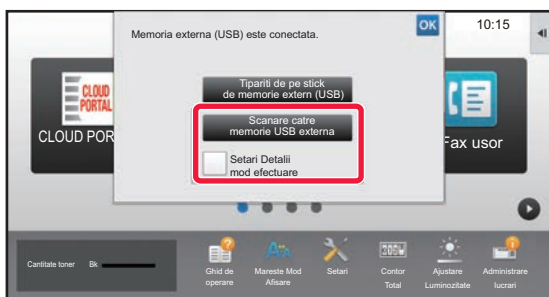 Memoria externa (USB) este conectata.
OK
10:15
Tipariti de pe stick
de memorie extern (USB)
Scanare catre
memorie USB externa
Setari Detalii
mod efectuare
CLOUD
PORTAL
CLOUD POR
Fax usor
Cantitate toner
Bk
Ghid de
operare
Mareste Mod
Afisare
Setari
Contor
Total
Ajustare
Luminozitate
Administrare
lucrari